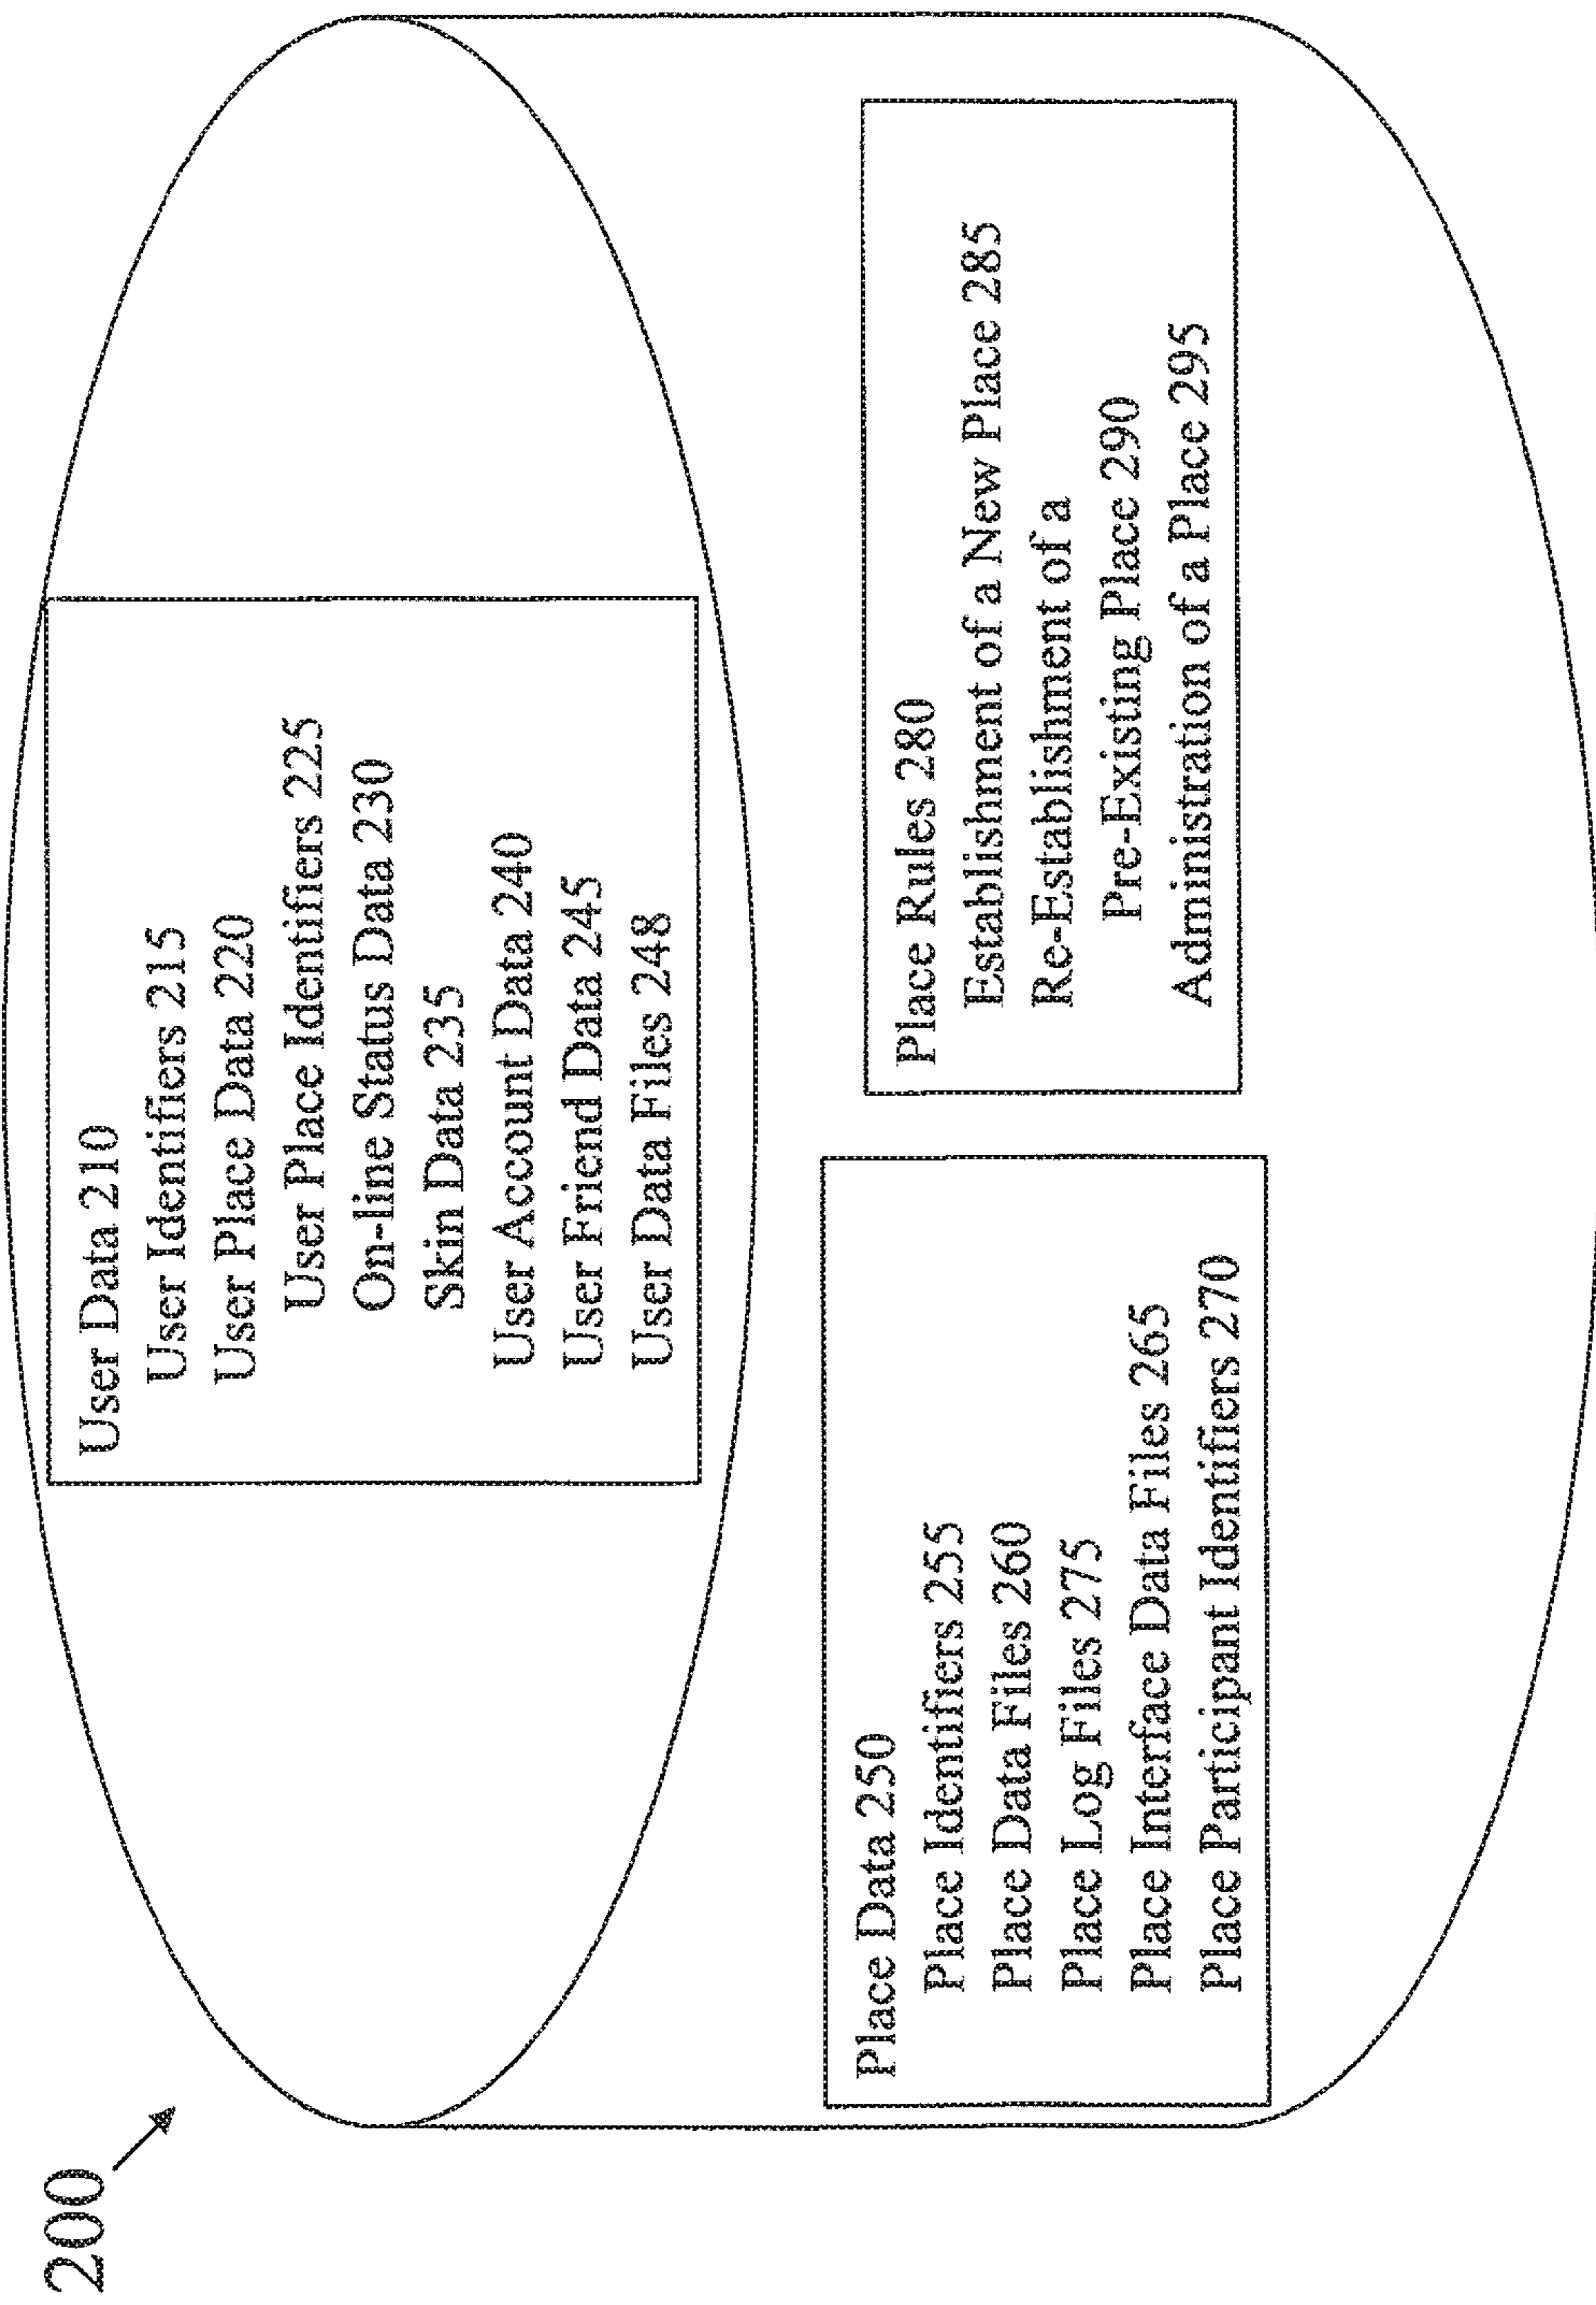 200
User Data 210
User Identifiers 215
User Place Data 220
User Place Identifiers 225
On-line Status Data 230
Skin Data 235
User Account Data 240
User Friend Data 245
User Data Files 248
Place Data 250
Place Identifiers 255
Place Data Files 260
Place Log Files 275
Place Interface Data Files 265
Place Participant Identifiers 270
Place Rules 280
Establishment of a New Place 285
Re-Establishment of a
Pre-Existing Place 290
Administration of a Place 295